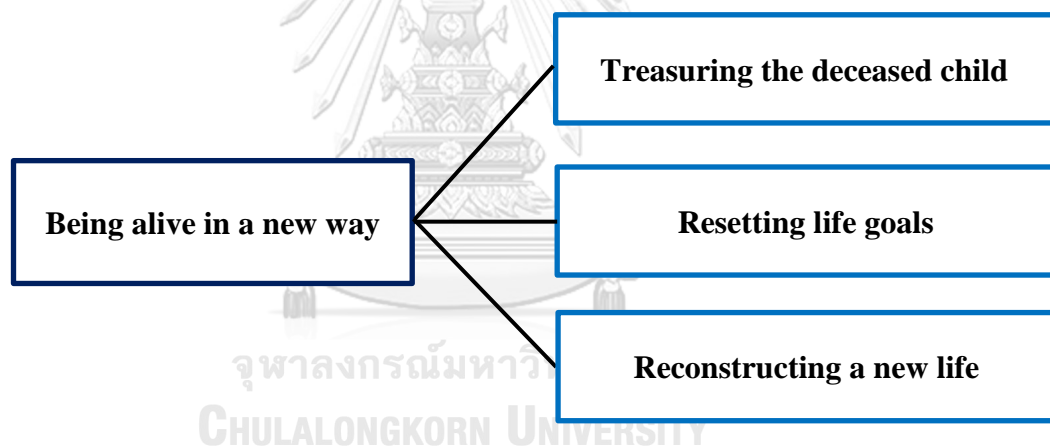 Treasuring the deceased child
Being alive in a new way
Resetting life goals
Reconstructing a new life
จุฬาลงกรณ์มหาวิ
CHULALONGKORN UNIVERSITY